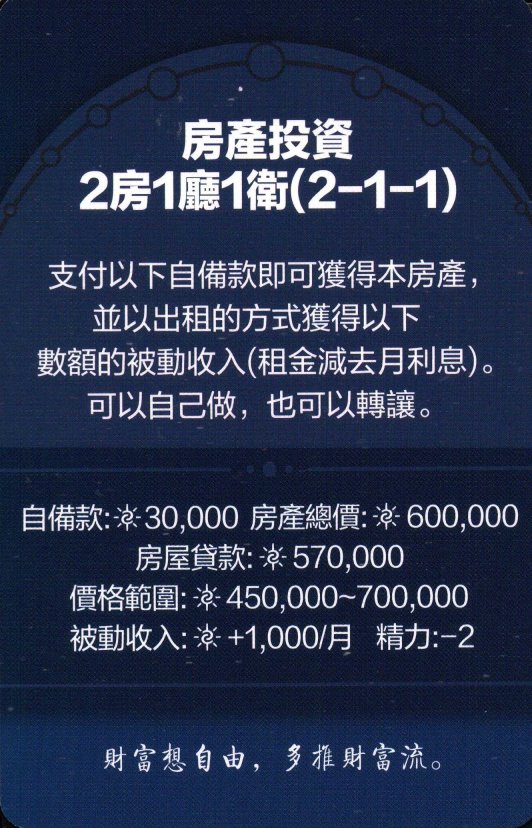 房產投資
2房1廳1衛(2-1-1)
支付以下自備款即可獲得本房產，
並以出租的方式獲得以下
數額的被動收入(租金減去月利息)。
可以自己做，也可以轉讓。
自備款:30,000 房產總價:600,000
房屋貸款:570,000
價格範圍:450,000~700,000
被動收入:+1,000/月 精力:-2
財富想自由，多推財富流。